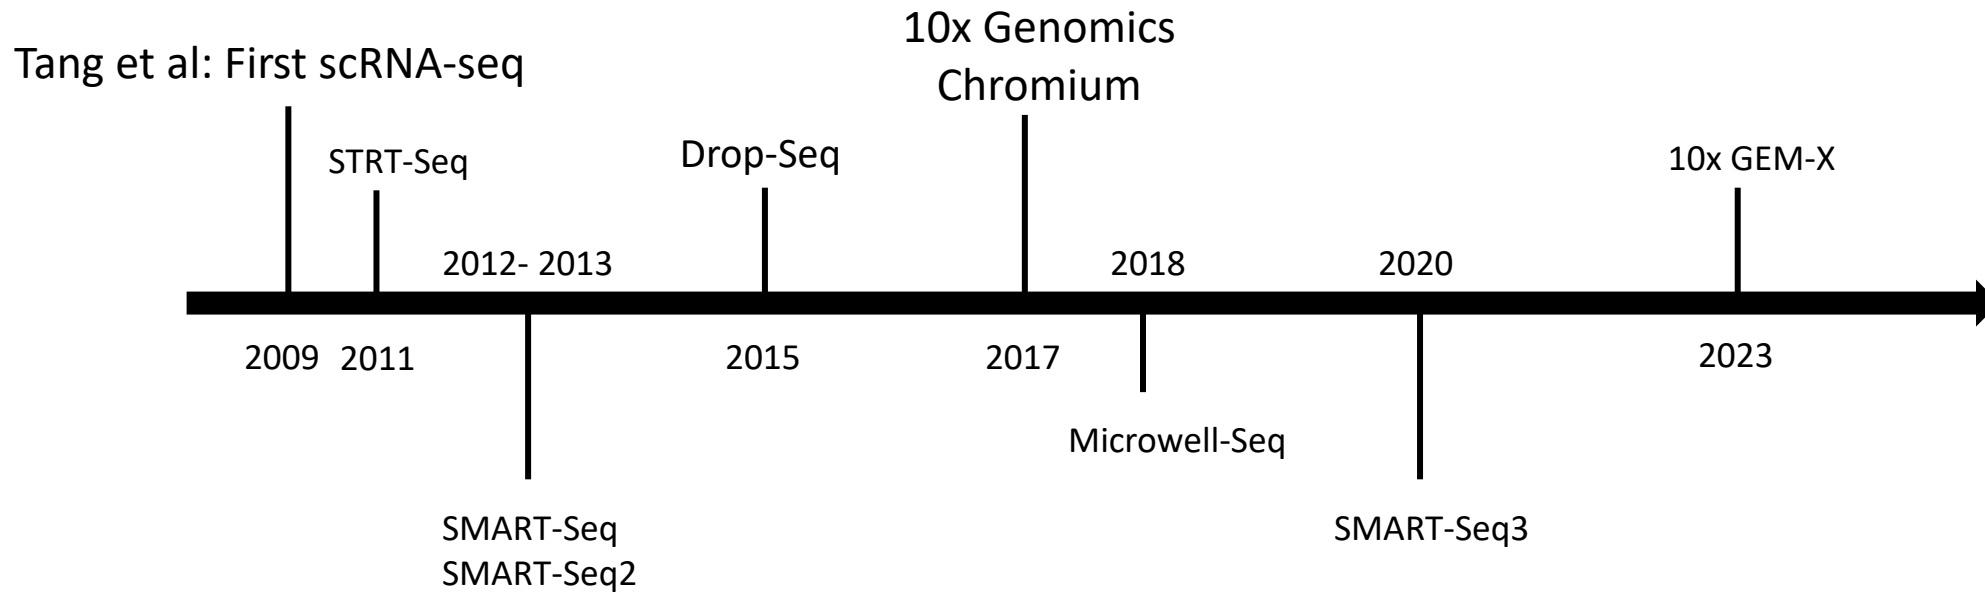 10x Genomics
Chromium
Tang et al: First scRNA-seq
STRT-Seq
Drop-Seq
10x GEM-X
2012- 2013
2018
2020
2009
2011
2015
2017
2023
Microwell-Seq
SMART-Seq
SMART-Seq2
SMART-Seq3